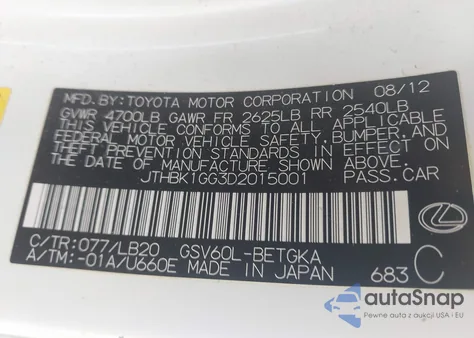 MFD. BY: TOYOTA MOTOR CORPORATION 08/12
GVWR 4700LB GAWR FR 2625LB RR 2540LB
THIS VEHICLE CONFORMS TO ALL APPLICABLE
FEDERAL MOTOR VEHICLE SAFETY, BUMPER, AND
THEFT PREVENTION STANDARDS IN EFFECT ON
THE DATE OF MANUFACTURE SHOWN ABOVE.
JTHBK1GG3D2015001 PASS.CAR
C/TR:077/LB20 GSV60L-BETGKA
A/TM:-01A/U660E MADE IN JAPAN 683 C
autoSnap
Pewne auta z dostępem do aukcji USA i EU